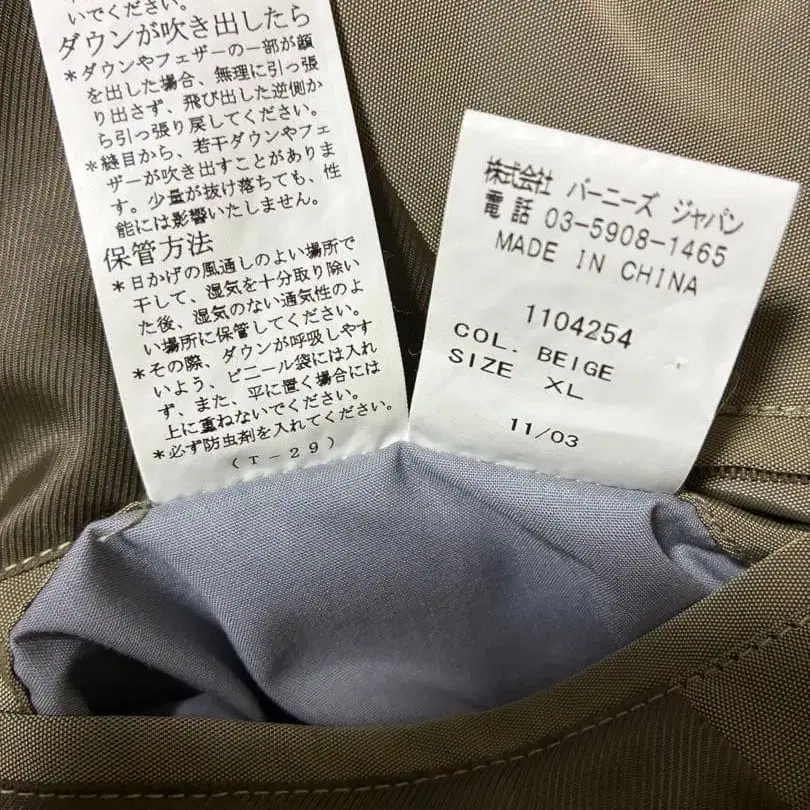 いでください。
ダウンが吹き出したら
*ダウンやフェザーの一部が顔
を出した場合、無理に引っ張
り出さず、飛び出した逆側か
ら引っ張り戻してください。
*縫目から、若干ダウンやフェ
ザーが吹き出すことがありま
す。少量が抜け落ちても、性
能には影響いたしません。
保管方法
*日かげの風通しのよい場所で
干して、湿気を十分取り除い
た後、湿気のない通気性のよ
い場所に保管してください。
*その際、ダウンが呼吸しやす
いよう、ビニール袋には入れ
ず、また、平に置く場合には
上に重ねないでください。
*必ず防虫剤を入れてください。
(T-29)
株式会社 バーニーズ ジャパン
電話 03-5908-1465
MADE IN CHINA
1104254
COL. BEIGE
SIZE XL
11/03